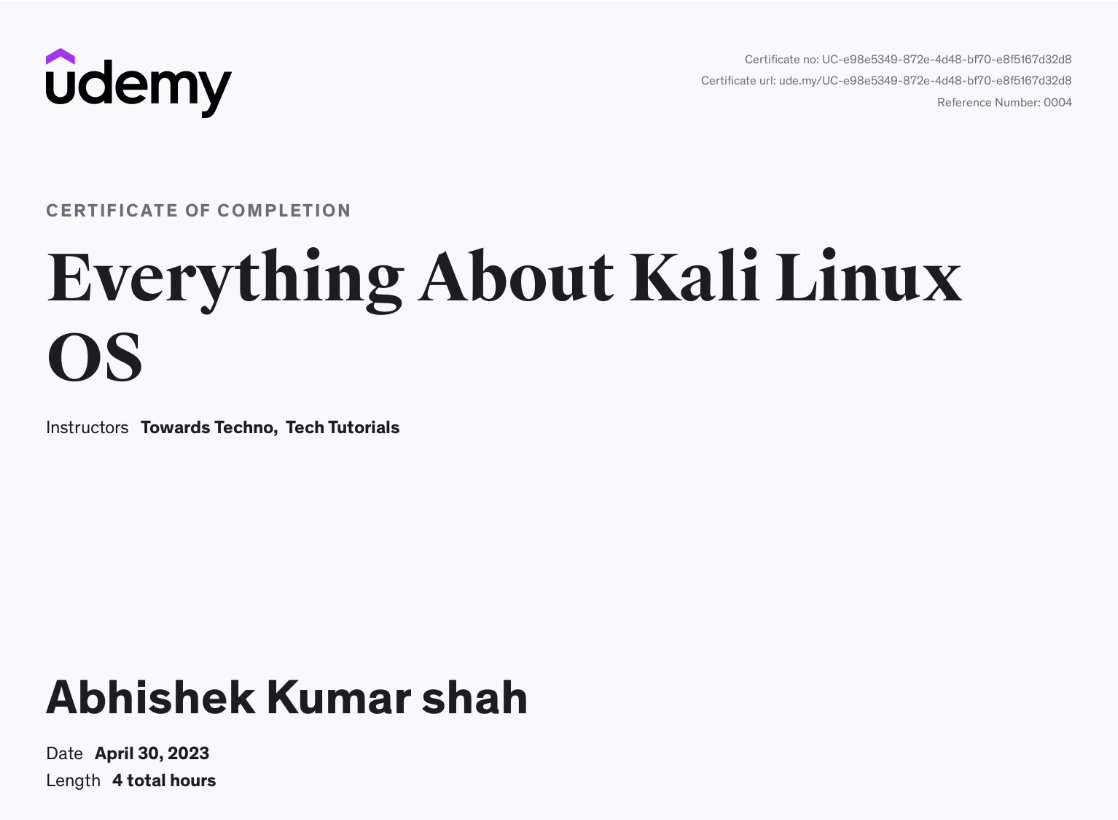 udemy
Certificate no: UC-e98e5349-872e-4d48-bf70-e8f5167d32d8
Certificate url: ude.my/UC-e98e5349-872e-4d48-bf70-e8f5167d32d8
Reference Number: 0004
CERTIFICATE OF COMPLETION
Everything About Kali Linux
OS
Instructors Towards Techno, Tech Tutorials
Abhishek Kumar shah
Date April 30, 2023
Length 4 total hours